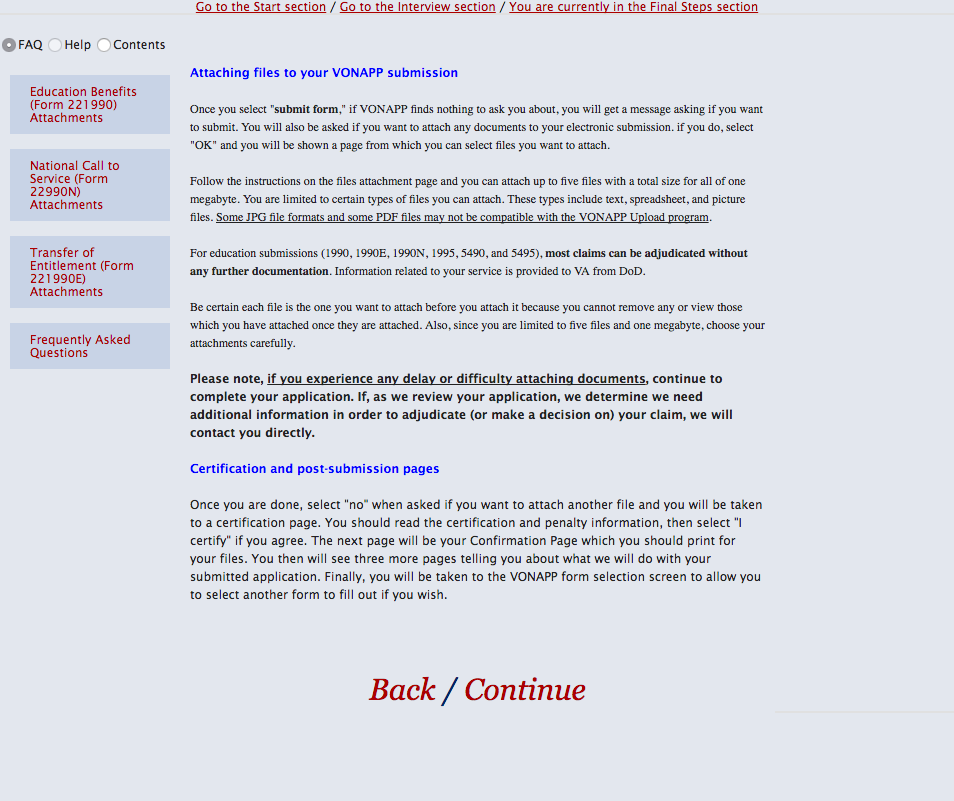 Go to the Start section / Go to the Interview section / You are currently in the Final Steps section
FAQ Help Contents
Education Benefits
(Form 221990)
Attachments
National Call to
Service (Form
22990N)
Attachments
Transfer of
Entitlement (Form
221990E)
Attachments
Frequently Asked
Questions
Attaching files to your VONAPP submission
Once you select "submit form," if VONAPP finds nothing to ask you about, you will get a message asking if you want
to submit. You will also be asked if you want to attach any documents to your electronic submission. if you do, select
"OK" and you will be shown a page from which you can select files you want to attach.
Follow the instructions on the files attachment page and you can attach up to five files with a total size for all of one
megabyte. You are limited to certain types of files you can attach. These types include text, spreadsheet, and picture
files. Some JPG file formats and some PDF files may not be compatible with the VONAPP Upload program.
For education submissions (1990, 1990E, 1990N, 1995, 5490, and 5495), most claims can be adjudicated without
any further documentation. Information related to your service is provided to VA from DoD.
Be certain each file is the one you want to attach before you attach it because you cannot remove any or view those
which you have attached once they are attached. Also, since you are limited to five files and one megabyte, choose your
attachments carefully.
Please note, if you experience any delay or difficulty attaching documents, continue to
complete your application. If, as we review your application, we determine we need
additional information in order to adjudicate (or make a decision on) your claim, we will
contact you directly.
Certification and post-submission pages
Once you are done, select "no" when asked if you want to attach another file and you will be taken
to a certification page. You should read the certification and penalty information, then select "I
certify" if you agree. The next page will be your Confirmation Page which you should print for
your files. You then will see three more pages telling you about what we will do with your
submitted application. Finally, you will be taken to the VONAPP form selection screen to allow you
to select another form to fill out if you wish.
Back / Continue